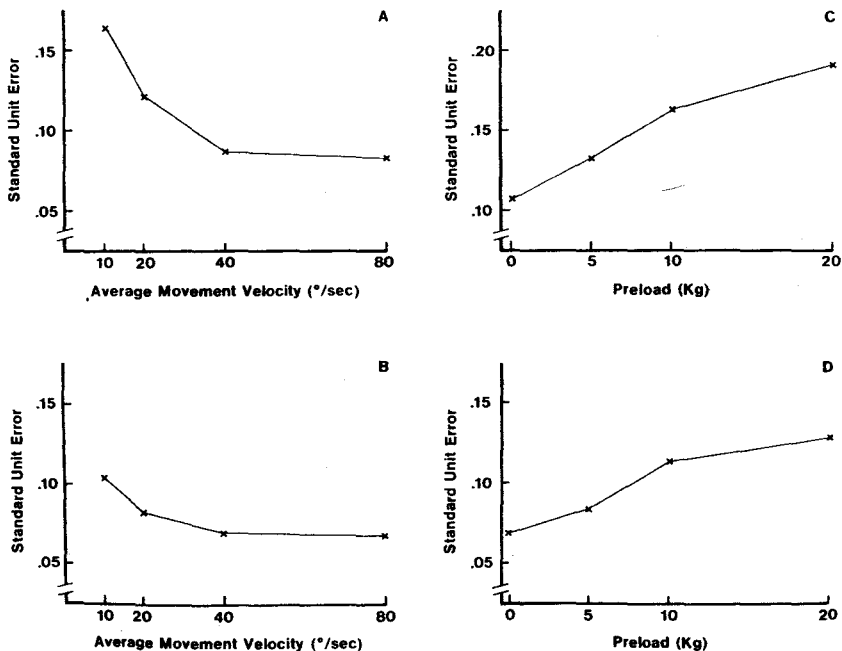 A
Standard Unit Error
.15
.10
.05
10 20 40 80
Average Movement Velocity (°/sec)
C
Standard Unit Error
.20
.15
.10
0 5 10 20
Preload (Kg)
B
Standard Unit Error
.15
.10
.05
10 20 40 80
Average Movement Velocity (°/sec)
D
Standard Unit Error
.15
.10
.05
0 5 10 20
Preload (Kg)